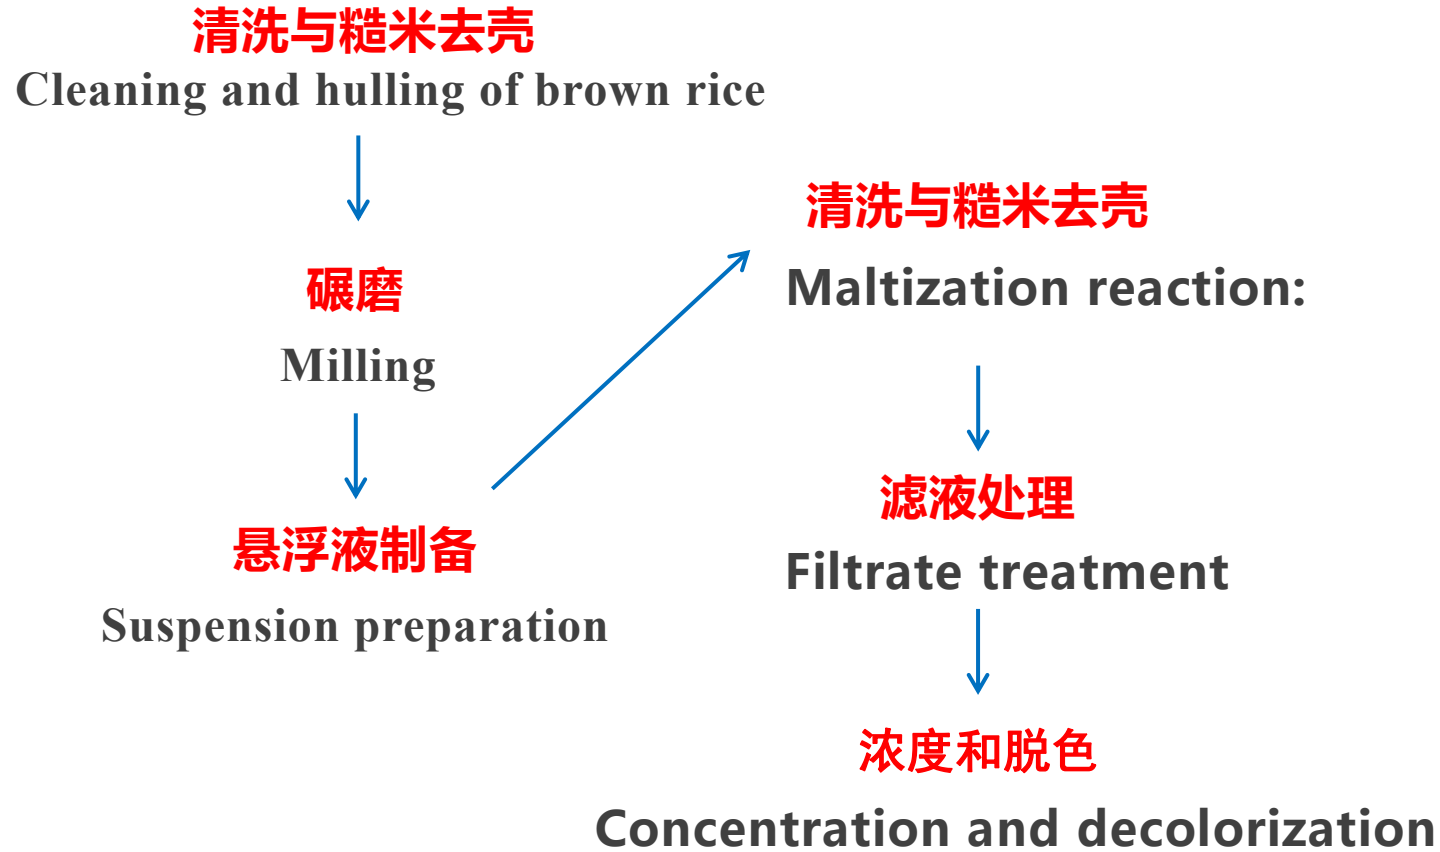 清洗与糙米去壳
Cleaning and hulling of brown rice
碾磨
Milling
悬浮液制备
Suspension preparation
清洗与糙米去壳
Maltization reaction:
滤液处理
Filtrate treatment
浓度和脱色
Concentration and decolorization